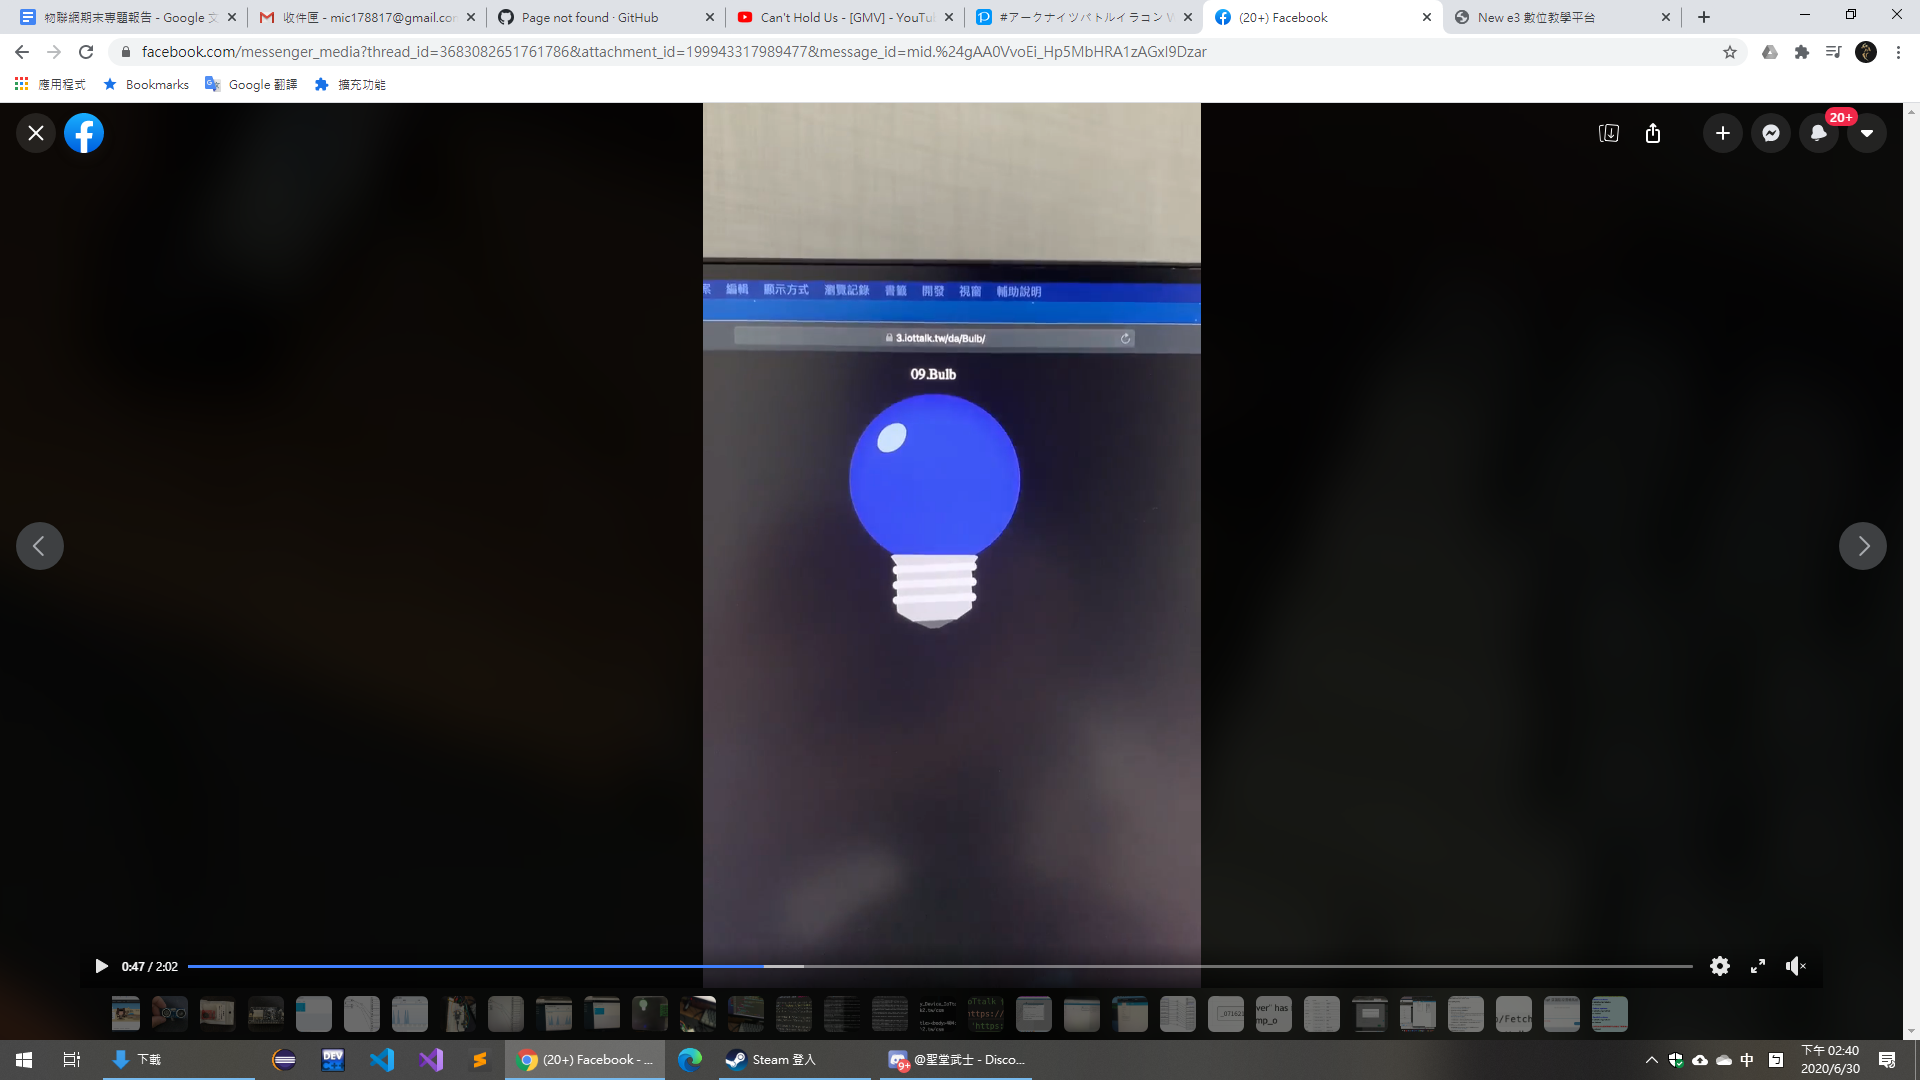 物聯網期末專題報告 - Google 文
收件匣 - mic178817@gmail.com
Page not found · GitHub
Can't Hold Us - [GMV] - YouTu
#アークナイツバトルイラコン
(20+) Facebook
New e3 數位教學平台
facebook.com/messenger_media?thread_id=3683082651761786&attachment_id=199943317989477&message_id=mid.%24gAA0VvoEi_Hp5MbHRA1zAGxI9Dzar
應用程式
Bookmarks
Google 翻譯
擴充功能
20+
案 編輯 顯示方式 瀏覽記錄 書籤 開發 視窗 輔助說明
3.iottalk.tw/da/Bulb/
09.Bulb
0:47 / 2:02
下載
DEV
(20+) Facebook - ...
Steam 登入
9+
@聖堂武士 - Disco...
中
下午 02:40
2020/6/30